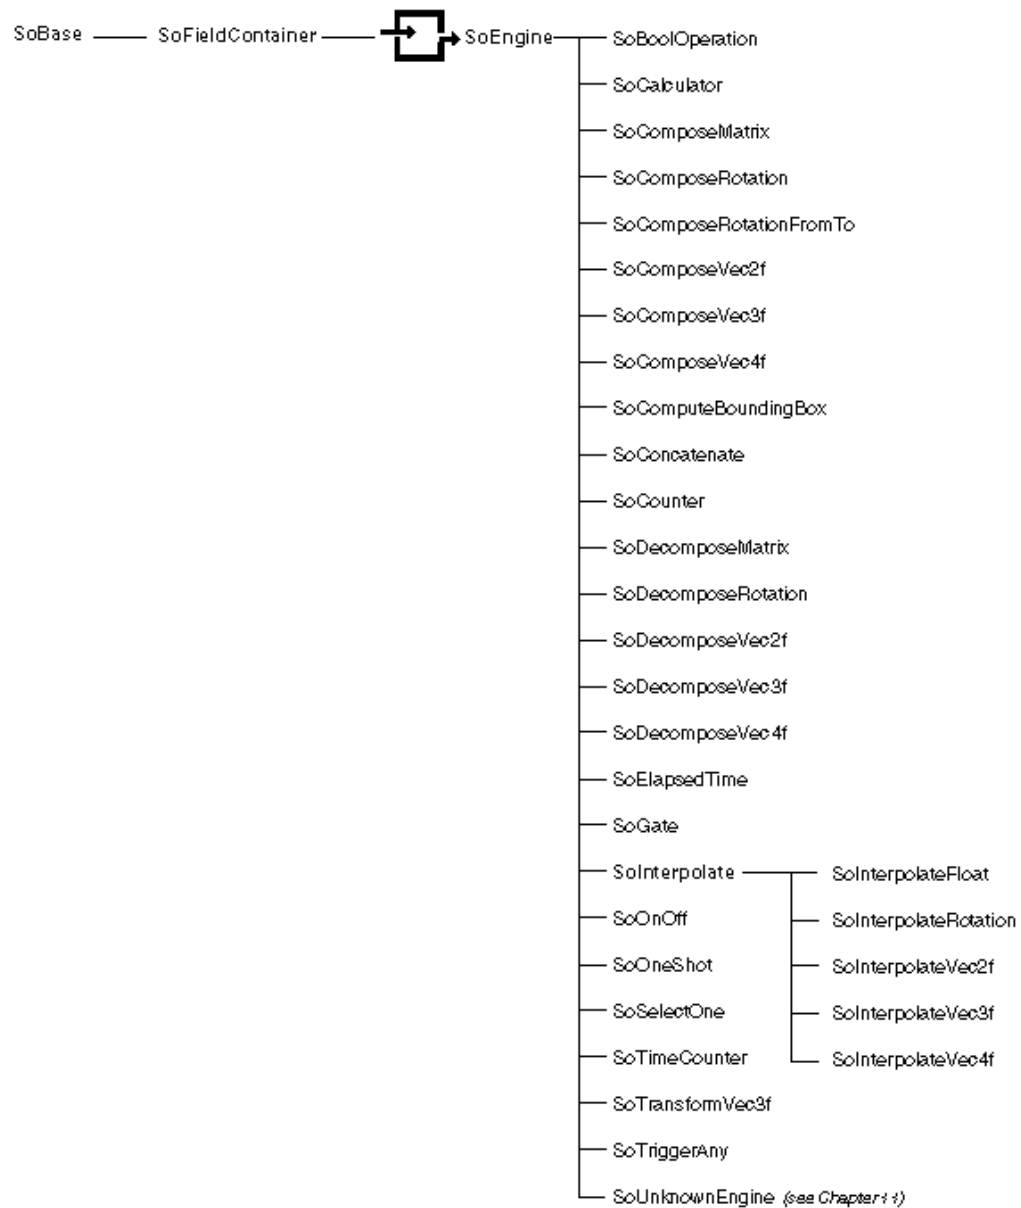 SoBase
SoFieldContainer
SoEngine
SoBoolOperation
SoCalculator
SoComposeMatrix
SoComposeRotation
SoComposeRotationFromTo
SoComposeVec2f
SoComposeVec3f
SoComposeVec4f
SoComputeBoundingBox
SoConcatenate
SoCounter
SoDecomposeMatrix
SoDecomposeRotation
SoDecomposeVec2f
SoDecomposeVec3f
SoDecomposeVec4f
SoElapsedTime
SoGate
SoInterpolate
SoInterpolateFloat
SoInterpolateRotation
SoInterpolateVec2f
SoInterpolateVec3f
SoInterpolateVec4f
SoOnOff
SoOneShot
SoSelectOne
SoTimeCounter
SoTransformVec3f
SoTriggerAny
SoUnknownEngine (see Chapter 11)